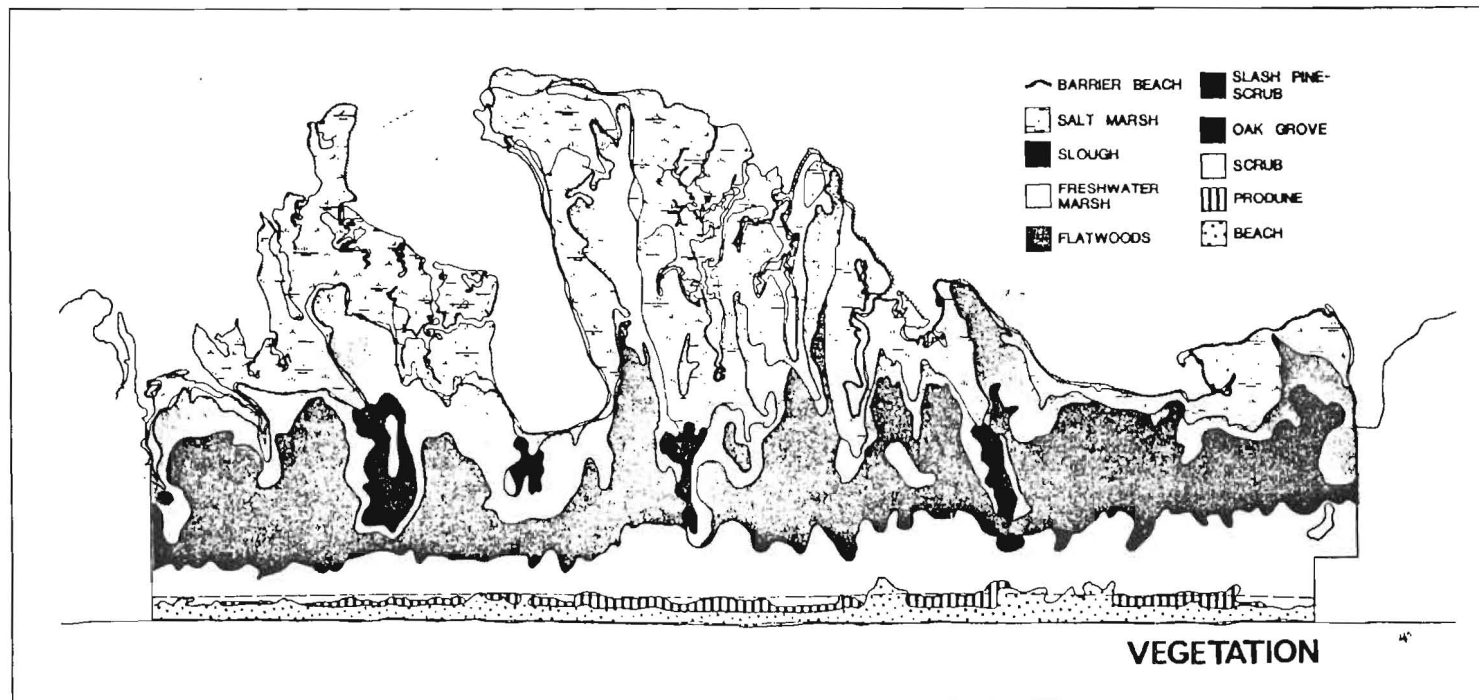 BARRIER BEACH
SALT MARSH
SLOUGH
FRESHWATER
MARSH
FLATWOODS
SLASH PINE-
SCRUB
OAK GROVE
SCRUB
PRODUNE
BEACH
VEGETATION